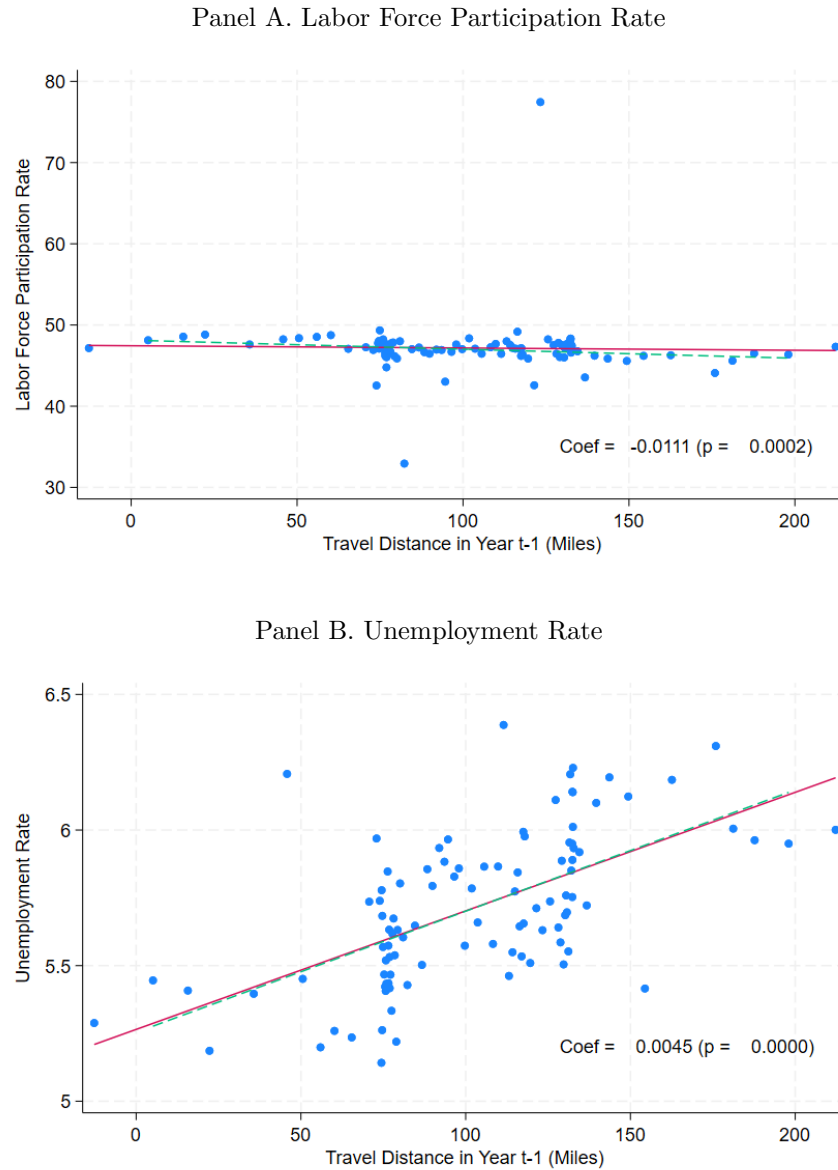 Panel A. Labor Force Participation Rate
80
70
60
50
40
30
Labor Force Participation Rate
Coef = -0.0111 (p = 0.0002)
0 50 100 150 200
Travel Distance in Year t-1 (Miles)
Panel B. Unemployment Rate
6.5
6
5.5
5
Unemployment Rate
Coef = 0.0045 (p = 0.0000)
0 50 100 150 200
Travel Distance in Year t-1 (Miles)